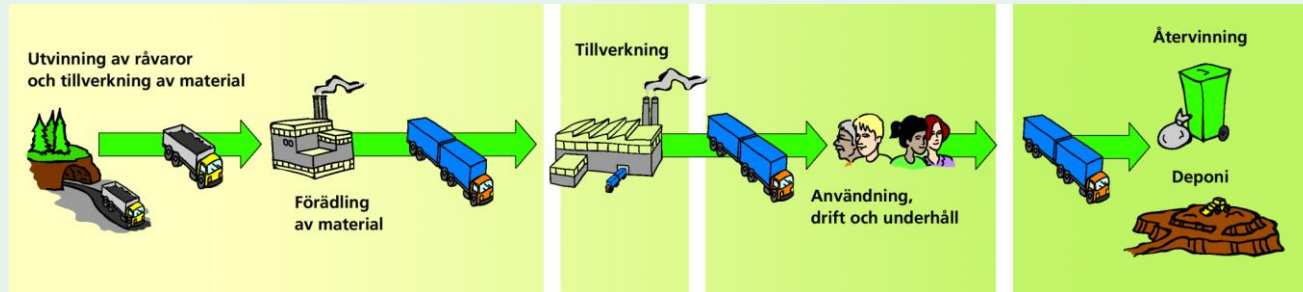 Utvinning av råvaror
och tillverkning av material
Förädling
av material
Tillverkning
Användning,
drift och underhåll
Återvinning
Deponi